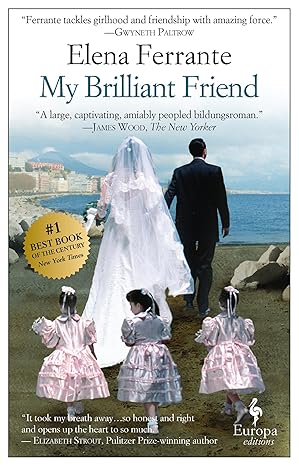 “Ferrante tackles girlhood and friendship with amazing force.”
—GWYNETH PALTROW
Elena Ferrante
My Brilliant Friend
“A large, captivating, amiably peopled bildungsroman.”
—JAMES WOOD, The New Yorker
#1
BEST BOOK
OF THE CENTURY
New York Times
“It took my breath away…so honest and right
and opens up the heart to so much.”
— ELIZABETH STROUT, Pulitzer Prize-winning author
Europa
editions